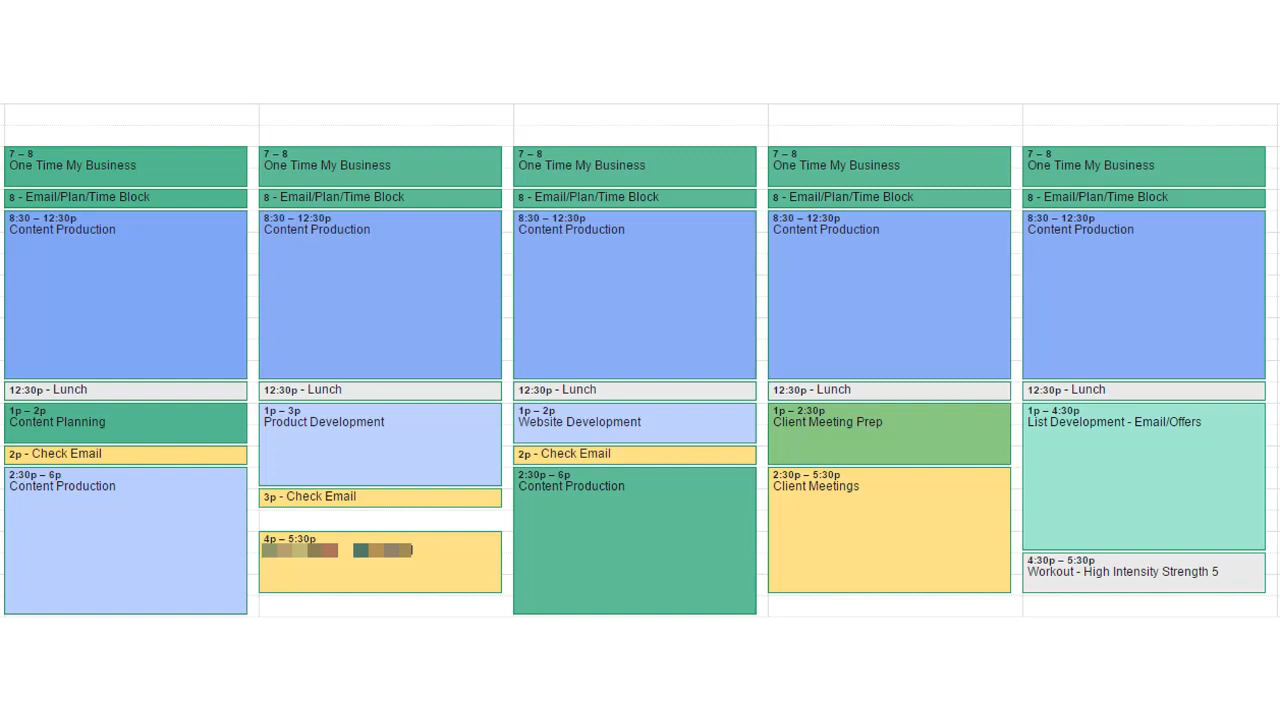 7 – 8
One Time My Business
8 - Email/Plan/Time Block
8:30 – 12:30p
Content Production
12:30p - Lunch
1p – 2p
Content Planning
2p - Check Email
2:30p – 6p
Content Production
7 – 8
One Time My Business
8 - Email/Plan/Time Block
8:30 – 12:30p
Content Production
12:30p - Lunch
1p – 3p
Product Development
3p - Check Email
4p – 5:30p
7 – 8
One Time My Business
8 - Email/Plan/Time Block
8:30 – 12:30p
Content Production
12:30p - Lunch
1p – 2p
Website Development
2p - Check Email
2:30p – 6p
Content Production
7 – 8
One Time My Business
8 - Email/Plan/Time Block
8:30 – 12:30p
Content Production
12:30p - Lunch
1p – 2:30p
Client Meeting Prep
2:30p – 5:30p
Client Meetings
7 – 8
One Time My Business
8 - Email/Plan/Time Block
8:30 – 12:30p
Content Production
12:30p - Lunch
1p – 4:30p
List Development - Email/Offers
4:30p – 5:30p
Workout - High Intensity Strength 5